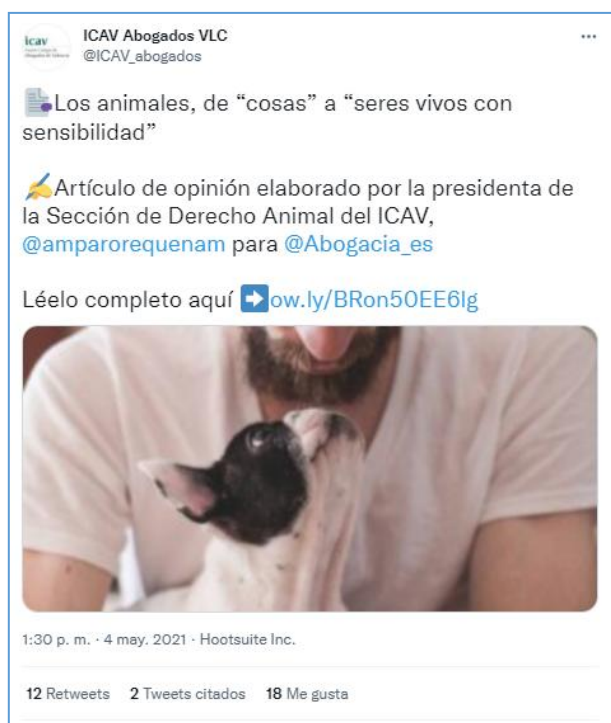 ICAV Abogados VLC
icav
@ICAV_abogados
Los animales, de “cosas” a “seres vivos con
sensibilidad”
Artículo de opinión elaborado por la presidenta de
la Sección de Derecho Animal del ICAV,
@amparorequenam para @Abogacia_es
Léelo completo aquí ow.ly/BRon50EE6lg
1:30 p. m. · 4 may. 2021 · Hootsuite Inc.
12 Retweets 2 Tweets citados 18 Me gusta